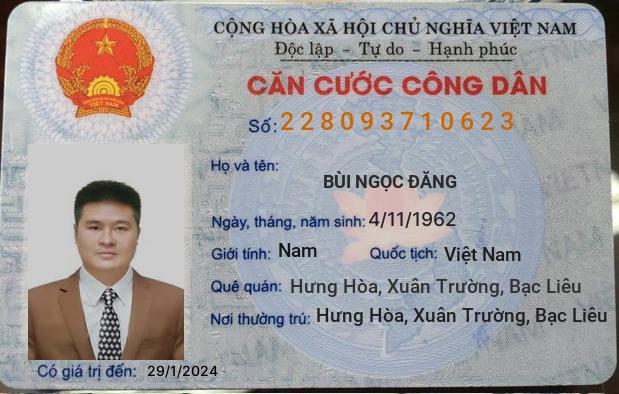 CỘNG HÒA XÃ HỘI CHỦ NGHĨA VIỆT NAM
Độc lập - Tự do - Hạnh phúc
CĂN CƯỚC CÔNG DÂN
Số: 228093710623
Họ và tên:
BÙI NGỌC ĐĂNG
Ngày, tháng, năm sinh: 4/11/1962
Giới tính: Nam Quốc tịch: Việt Nam
Quê quán: Hưng Hòa, Xuân Trường, Bạc Liêu
Nơi thường trú: Hưng Hòa, Xuân Trường, Bạc Liêu
Có giá trị đến: 29/1/2024
VIỆT NAM